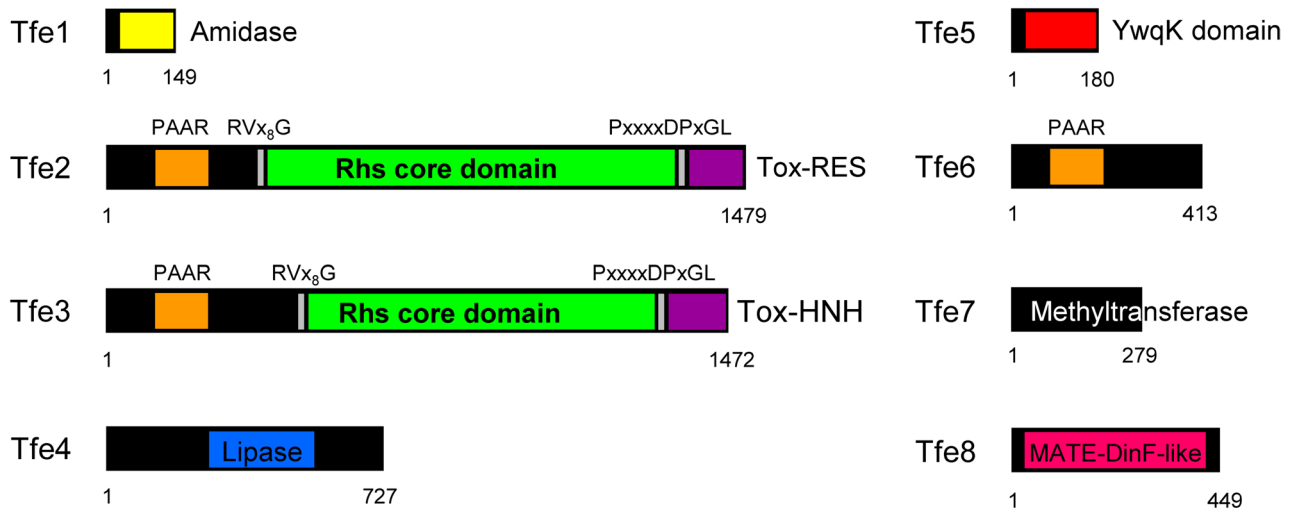 Tfe1 Amidase
1 149
PAAR RVx₈G PxxxxDPxGL
Tfe2 Rhs core domain Tox-RES
1 1479
PAAR RVx₈G PxxxxDPxGL
Tfe3 Rhs core domain Tox-HNH
1 1472
Tfe4 Lipase
1 727
Tfe5 YwqK domain
1 180
PAAR
Tfe6
1 413
Tfe7 Methyltransferase
1 279
Tfe8 MATE-DinF-like
1 449